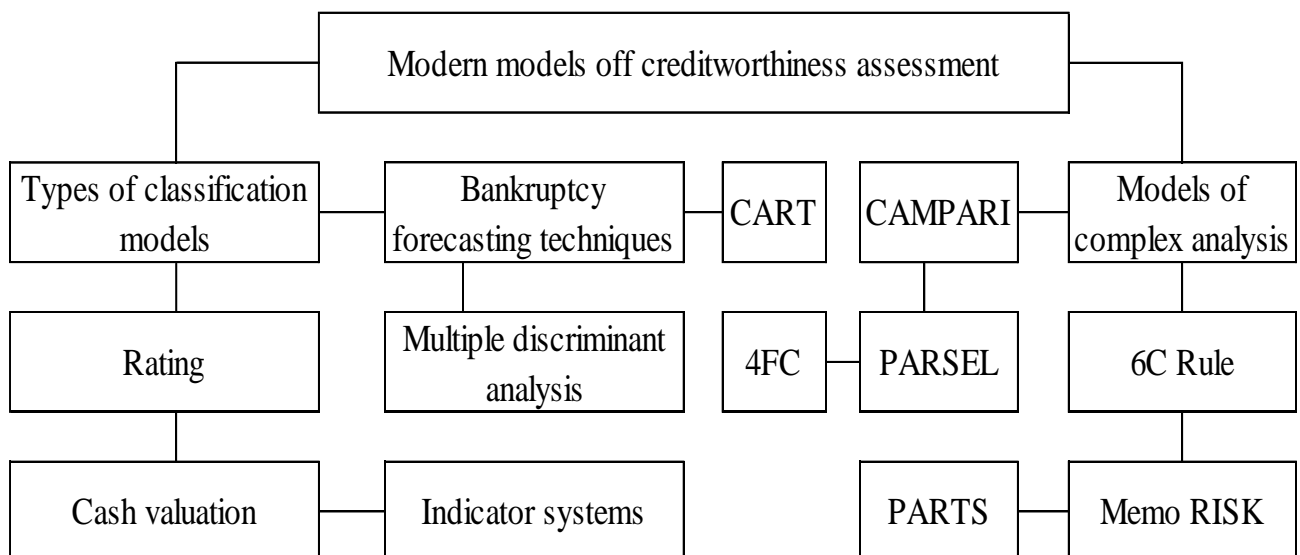 Modern models off creditworthiness assessment
Types of classification
models
Bankruptcy
forecasting techniques
CART
CAMPARI
Models of
complex analysis
Rating
Multiple discriminant
analysis
4FC
PARSEL
6C Rule
Cash valuation
Indicator systems
PARTS
Memo RISK